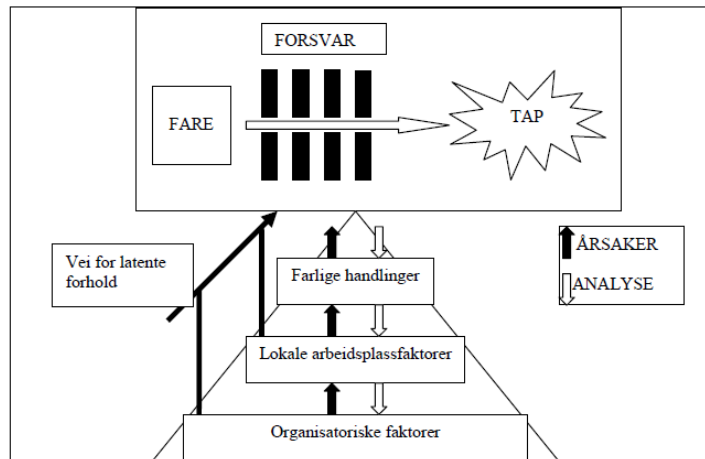 FORSVAR
FARE
TAP
Vei for latente
forhold
ÅRSAKER
ANALYSE
Farlige handlinger
Lokale arbeidsplassfaktorer
Organisatoriske faktorer